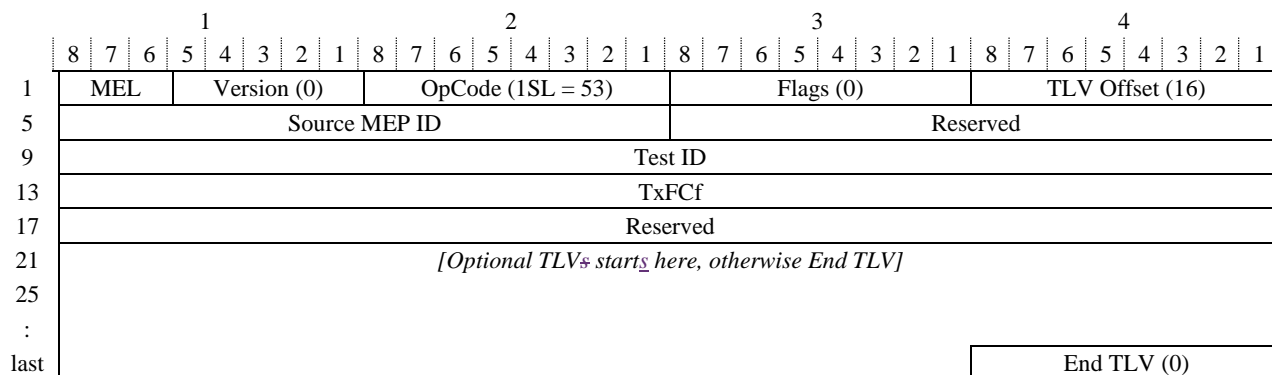 1 2 3 4
8 7 6 5 4 3 2 1 8 7 6 5 4 3 2 1 8 7 6 5 4 3 2 1 8 7 6 5 4 3 2 1
1 MEL Version (0) OpCode (1SL = 53) Flags (0) TLV Offset (16)
5 Source MEP ID Reserved
9 Test ID
13 TxFCf
17 Reserved
21 [Optional TLVs starts here, otherwise End TLV]
25
:
last End TLV (0)